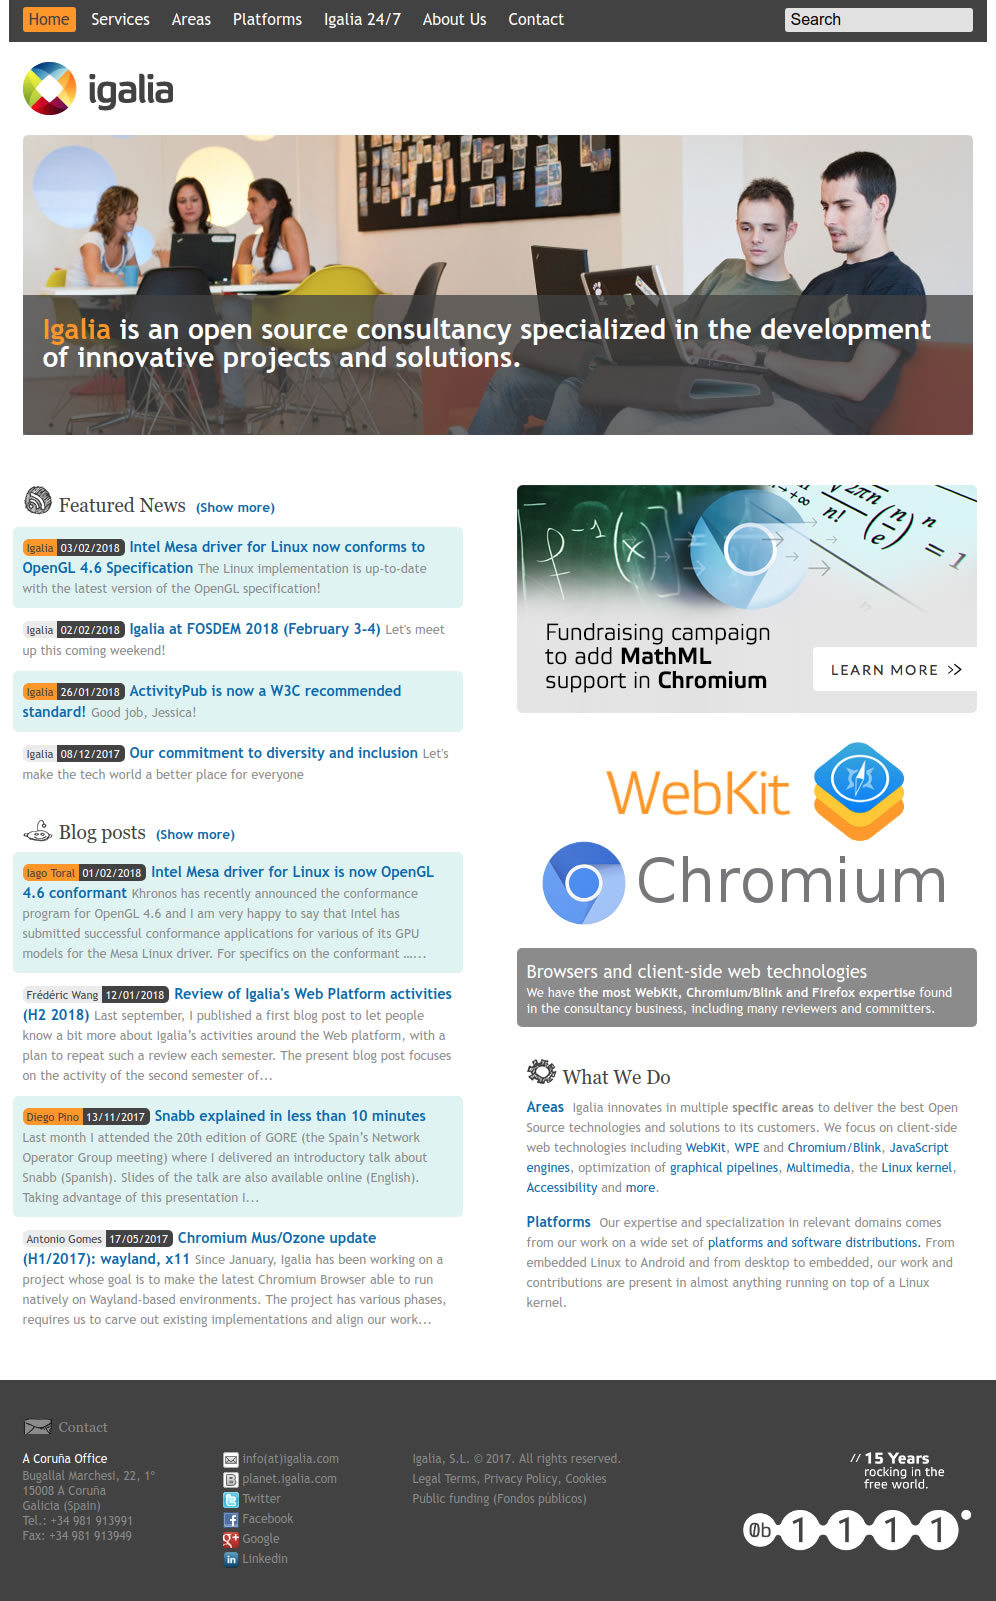 Home Services Areas Platforms Igalia 24/7 About Us Contact Search
igalia
Igalia is an open source consultancy specialized in the development
of innovative projects and solutions.
Featured News (Show more)
Igalia 03/02/2018 Intel Mesa driver for Linux now conforms to
OpenGL 4.6 Specification The Linux implementation is up-to-date
with the latest version of the OpenGL specification!
Igalia 02/02/2018 Igalia at FOSDEM 2018 (February 3-4) Let's meet
up this coming weekend!
Igalia 26/01/2018 ActivityPub is now a W3C recommended
standard! Good job, Jessica!
Igalia 08/12/2017 Our commitment to diversity and inclusion Let's
make the tech world a better place for everyone
Blog posts (Show more)
Iago Toral 01/02/2018 Intel Mesa driver for Linux is now OpenGL
4.6 conformant Khronos has recently announced the conformance
program for OpenGL 4.6 and I am very happy to say that Intel has
submitted successful conformance applications for various of its GPU
models for the Mesa Linux driver. For specifics on the conformant …...
Frédéric Wang 12/01/2018 Review of Igalia's Web Platform activities
(H2 2018) Last september, I published a first blog post to let people
know a bit more about Igalia’s activities around the Web platform, with a
plan to repeat such a review each semester. The present blog post focuses
on the activity of the second semester of...
Diego Pino 13/11/2017 Snabb explained in less than 10 minutes
Last month I attended the 20th edition of GORE (the Spain’s Network
Operator Group meeting) where I delivered an introductory talk about
Snabb (Spanish). Slides of the talk are also available online (English).
Taking advantage of this presentation I...
Antonio Gomes 17/05/2017 Chromium Mus/Ozone update
(H1/2017): wayland, x11 Since January, Igalia has been working on a
project whose goal is to make the latest Chromium Browser able to run
natively on Wayland-based environments. The project has various phases,
requires us to carve out existing implementations and align our work...
Fundraising campaign
to add MathML
support in Chromium
LEARN MORE >>
WebKit
Chromium
Browsers and client-side web technologies
We have the most WebKit, Chromium/Blink and Firefox expertise found
in the consultancy business, including many reviewers and committers.
What We Do
Areas Igalia innovates in multiple specific areas to deliver the best Open
Source technologies and solutions to its customers. We focus on client-side
web technologies including WebKit, WPE and Chromium/Blink, JavaScript
engines, optimization of graphical pipelines, Multimedia, the Linux kernel,
Accessibility and more.
Platforms Our expertise and specialization in relevant domains comes
from our work on a wide set of platforms and software distributions. From
embedded Linux to Android and from desktop to embedded, our work and
contributions are present in almost anything running on top of a Linux
kernel.
Contact
A Coruña Office
Bugallal Marchesi, 22, 1º
15008 A Coruña
Galicia (Spain)
Tel.: +34 981 913991
Fax: +34 981 913949
info(at)igalia.com
planet.igalia.com
Twitter
Facebook
Google
Linkedin
Igalia, S.L. © 2017. All rights reserved.
Legal Terms, Privacy Policy, Cookies
Public funding (Fondos públicos)
// 15 Years
rocking in the
free world.
0b 1 1 1 1